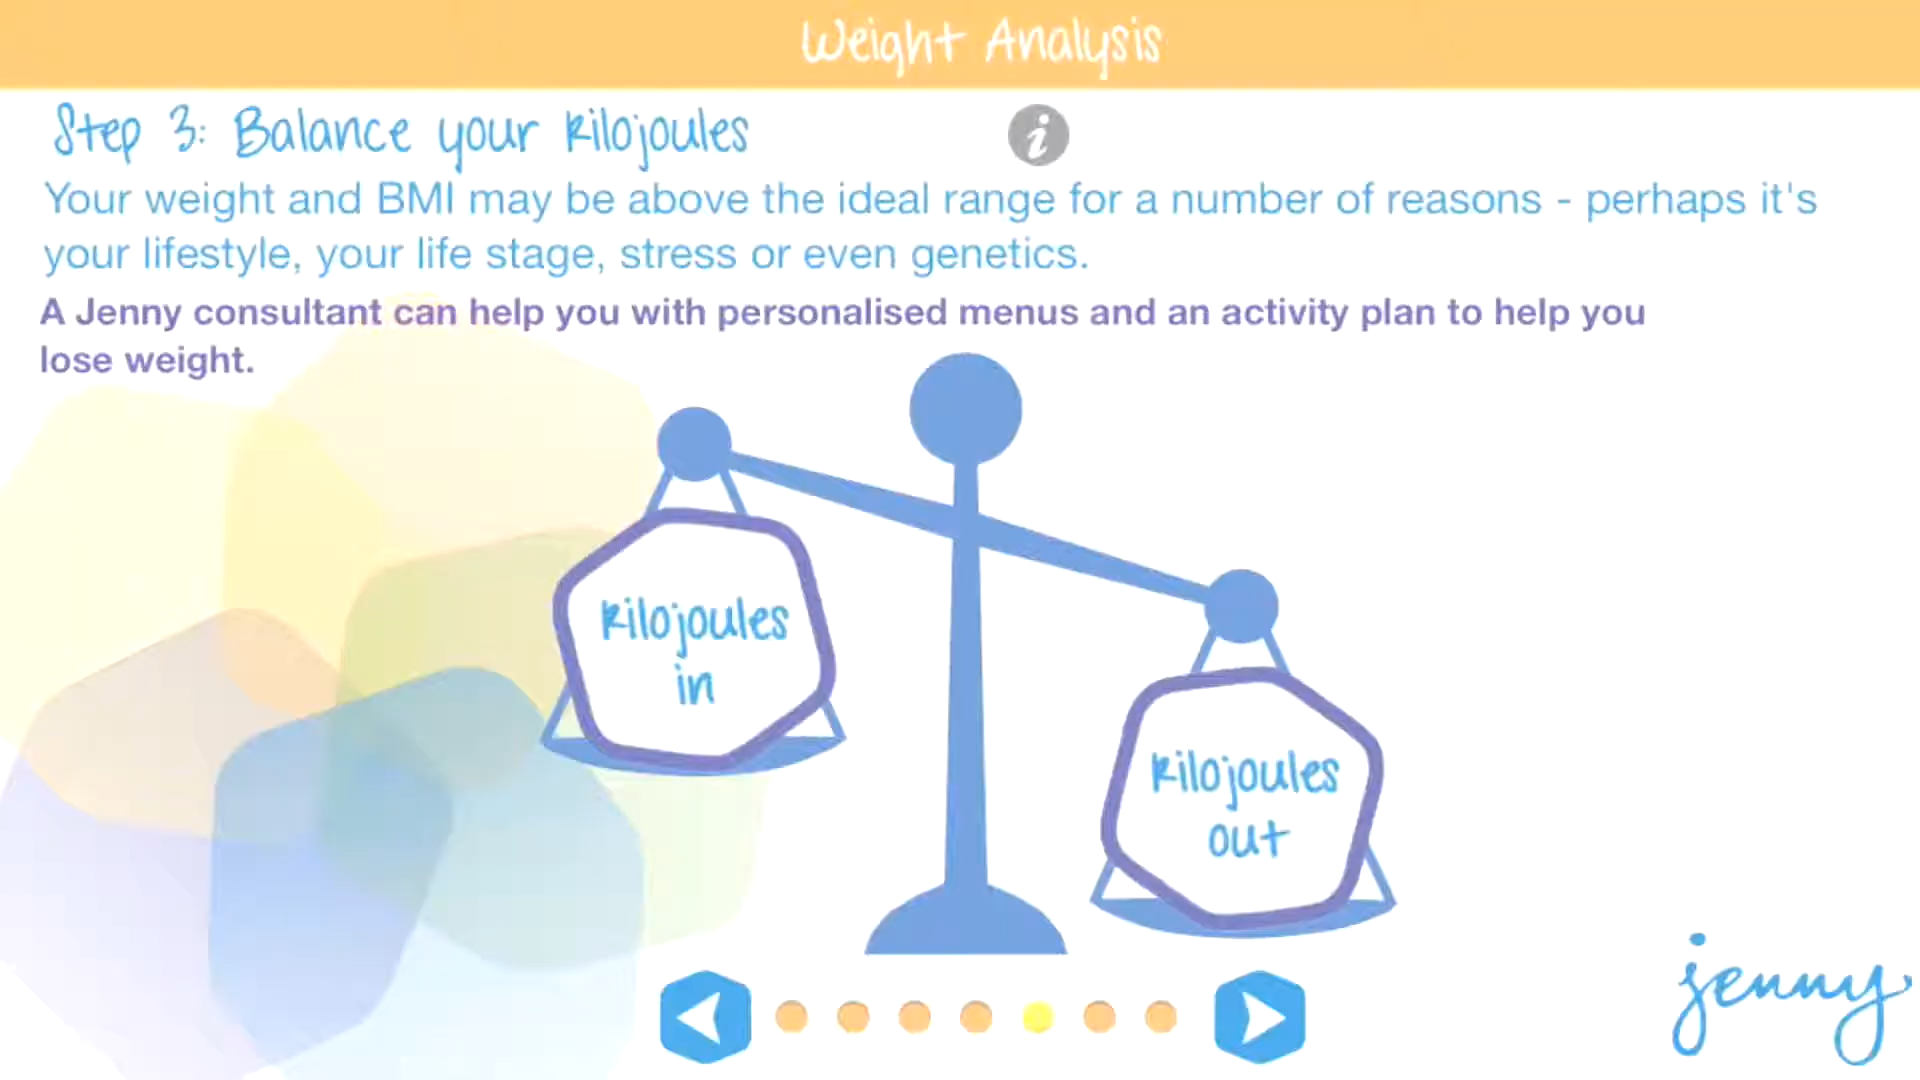 Weight Analysis
Step 3: Balance your kilojoules
i
Your weight and BMI may be above the ideal range for a number of reasons - perhaps it's
your lifestyle, your life stage, stress or even genetics.
A Jenny consultant can help you with personalised menus and an activity plan to help you
lose weight.
kilojoules
in
kilojoules
out
jenny